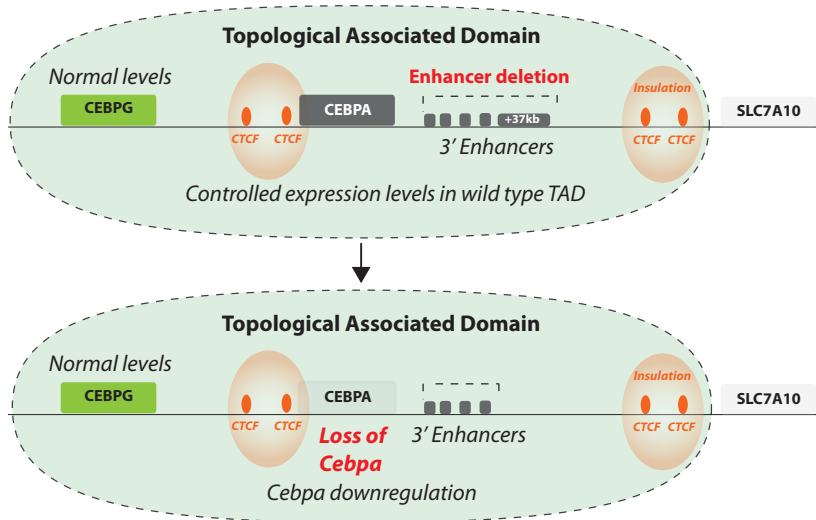 Topological Associated Domain
Normal levels
Enhancer deletion
Insulation
CEBPG
CEBPA
SLC7A10
+37kb
CTCF CTCF
CTCF CTCF
3’ Enhancers
Controlled expression levels in wild type TAD
Topological Associated Domain
Normal levels
Insulation
CEBPG
CEBPA
SLC7A10
CTCF CTCF
CTCF CTCF
Loss of
Cebpa
3’ Enhancers
Cebpa downregulation